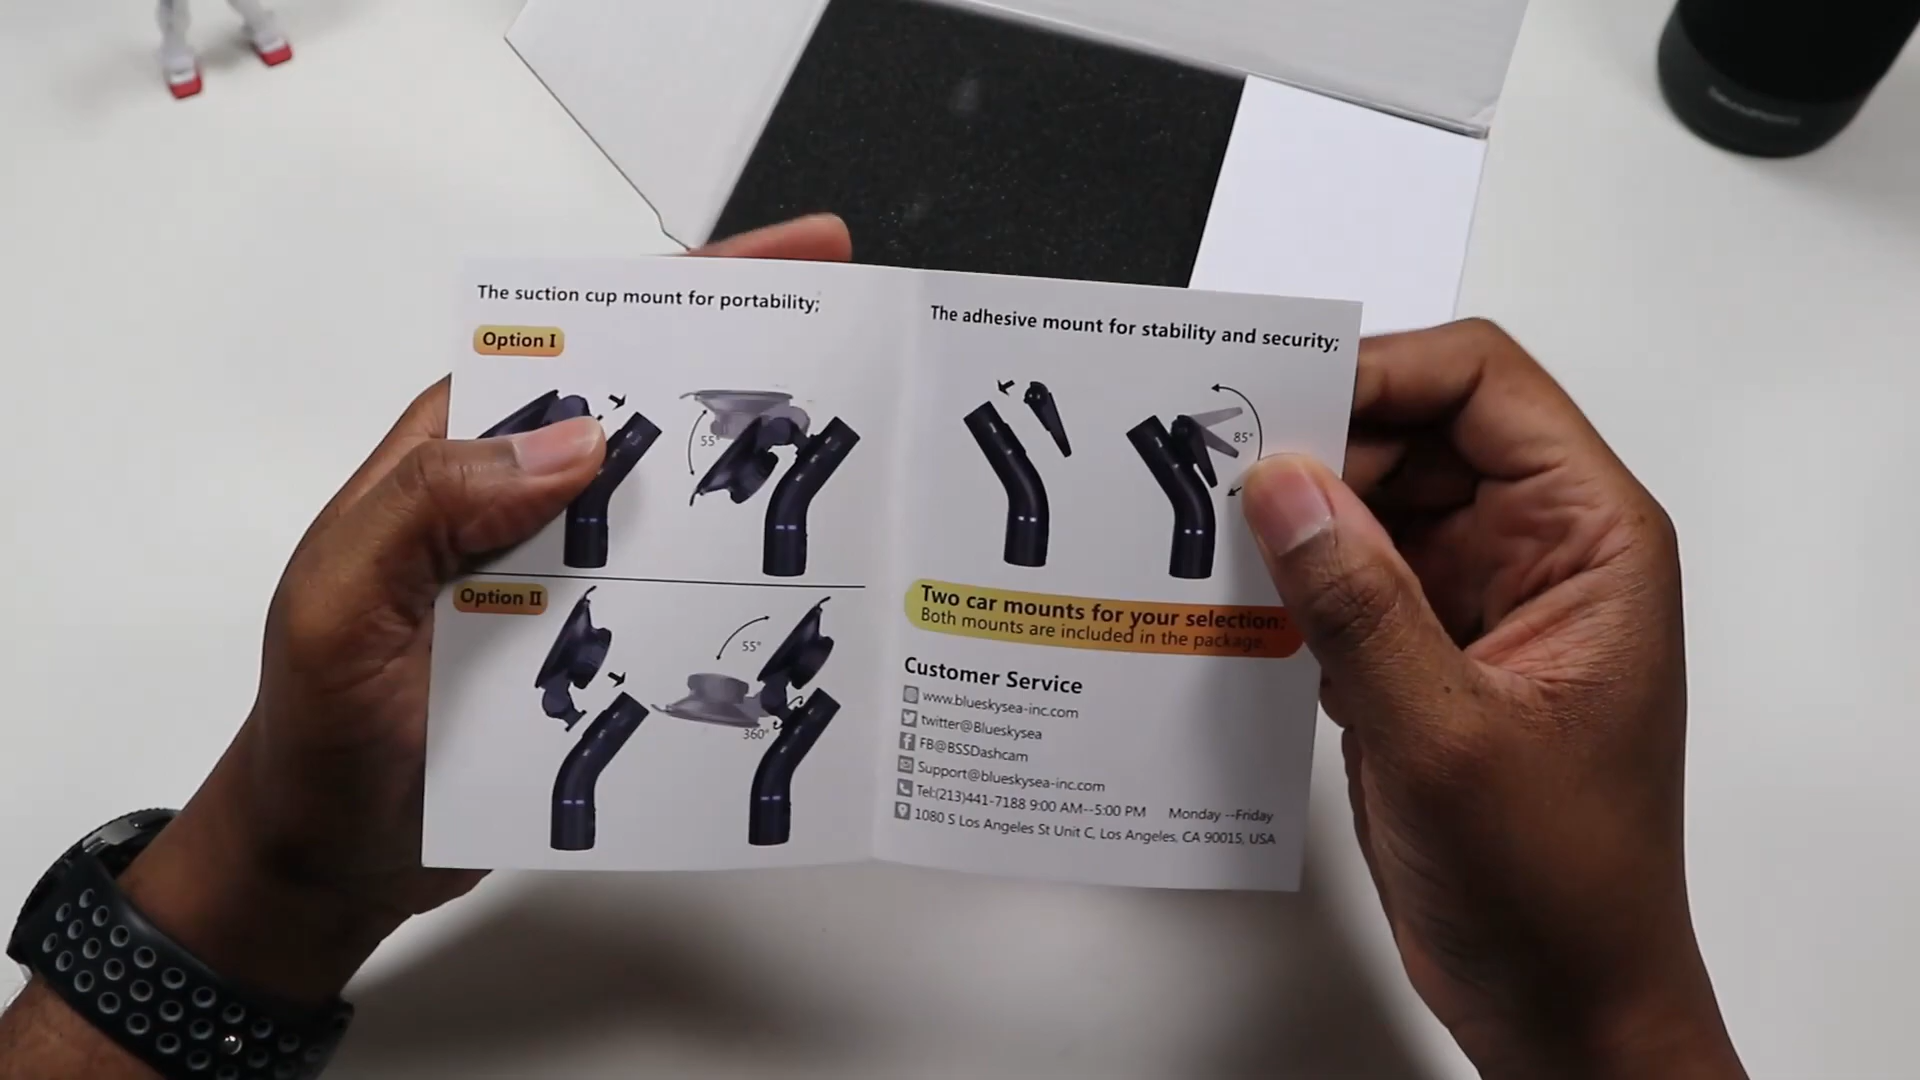 The suction cup mount for portability;
Option I
55°
Option II
55°
360°
The adhesive mount for stability and security;
85°
Two car mounts for your selection:
Both mounts are included in the package.
Customer Service
www.blueskysea-inc.com
twitter@Blueskysea
FB@BSSDashcam
Support@blueskysea-inc.com
Tel:(213)441-7188 9:00 AM--5:00 PM Monday --Friday
1080 S Los Angeles St Unit C, Los Angeles, CA 90015, USA